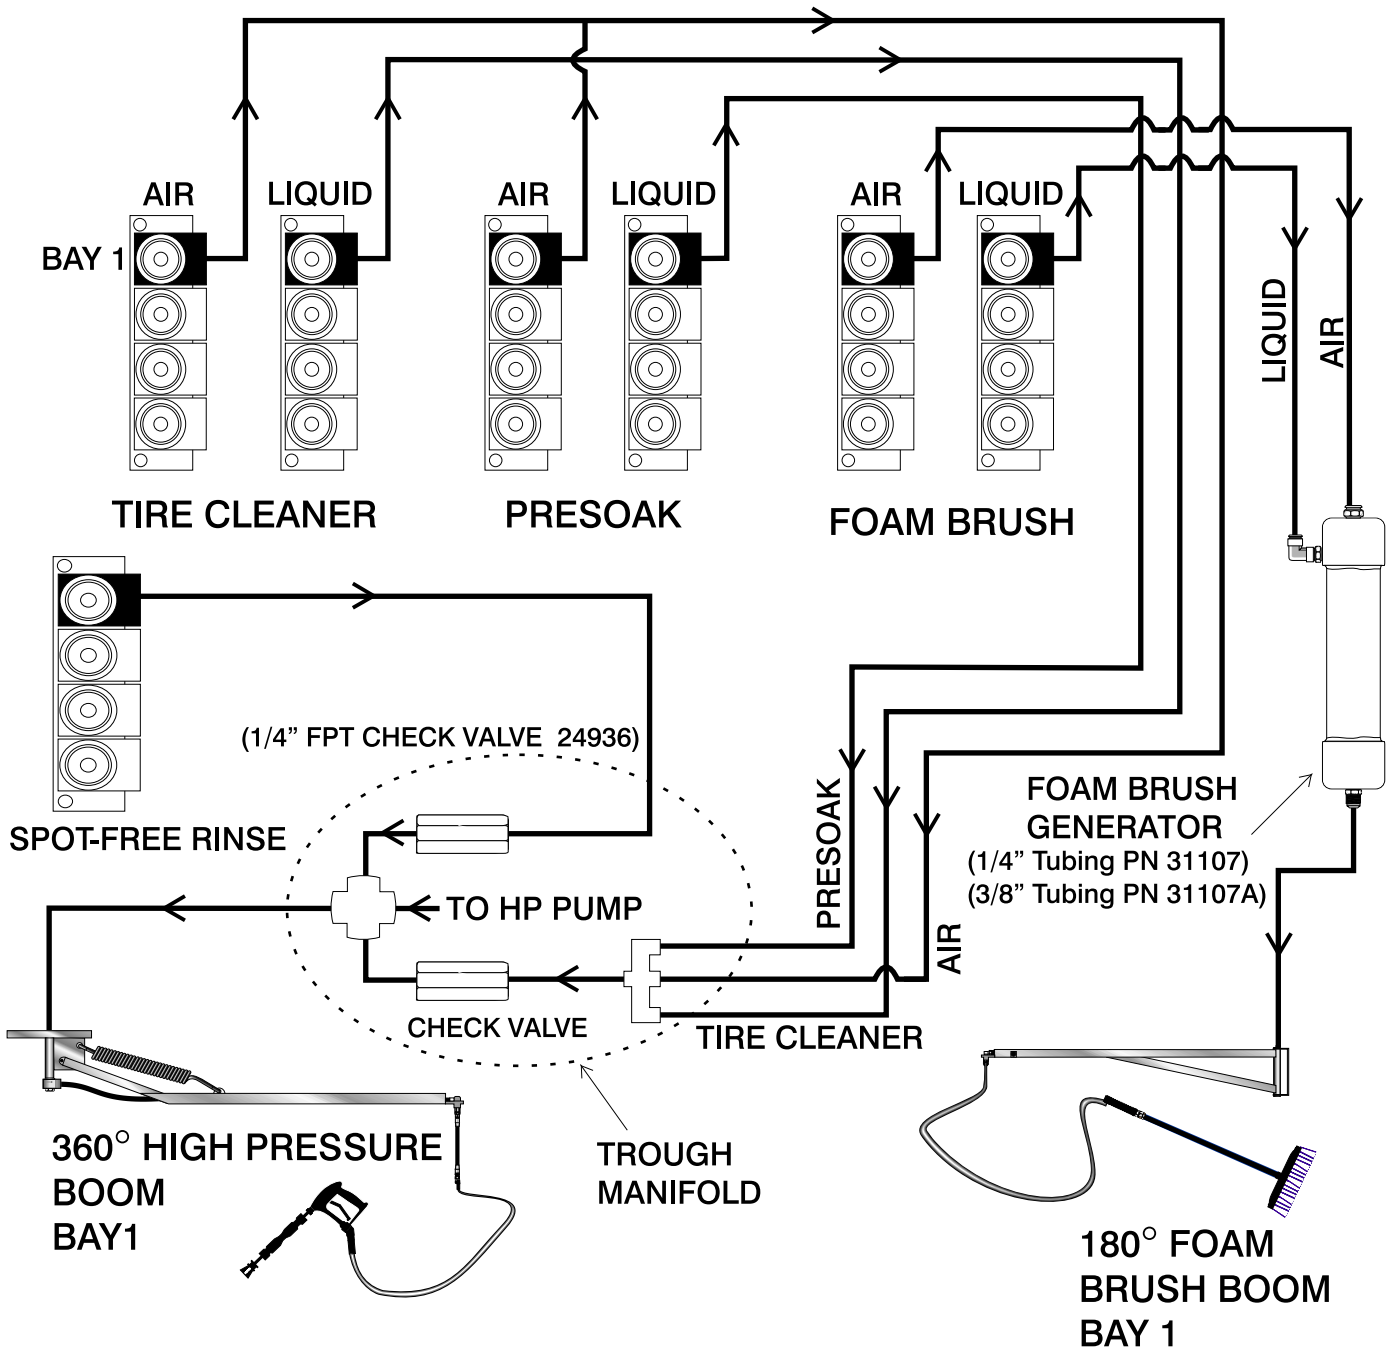 AIR
LIQUID
AIR
LIQUID
AIR
LIQUID
BAY 1
LIQUID
AIR
TIRE CLEANER
PRESOAK
FOAM BRUSH
(1/4” FPT CHECK VALVE 24936)
SPOT-FREE RINSE
PRESOAK
FOAM BRUSH
GENERATOR
(1/4” Tubing PN 31107)
(3/8” Tubing PN 31107A)
TO HP PUMP
AIR
CHECK VALVE
TIRE CLEANER
360° HIGH PRESSURE
BOOM
BAY1
TROUGH
MANIFOLD
180° FOAM
BRUSH BOOM
BAY 1